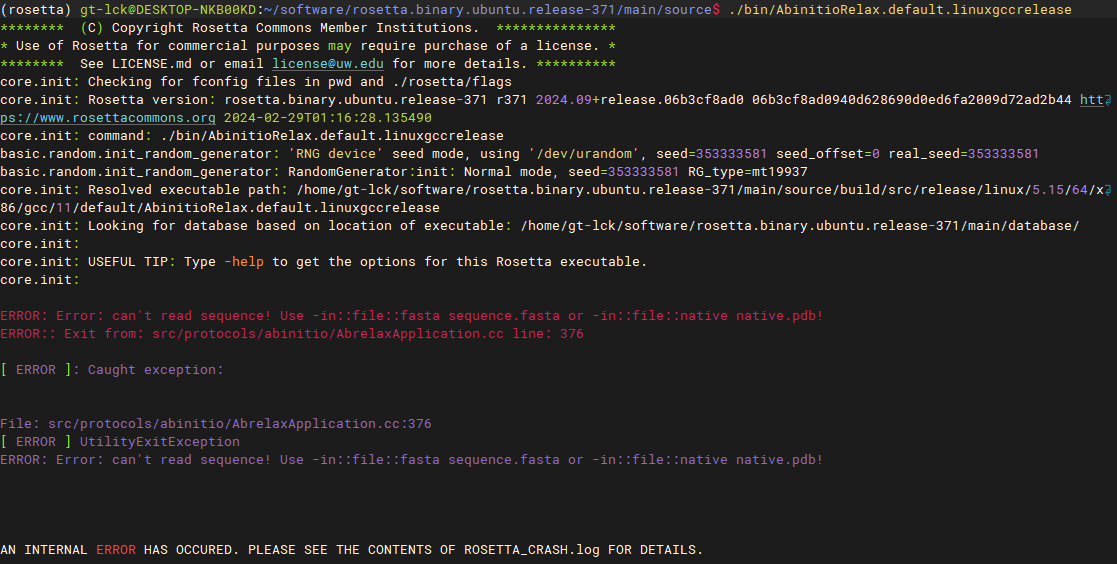 (rosetta) gt-lck@DESKTOP-NKB00KD:~/software/rosetta.binary.ubuntu.release-371/main/source$ ./bin/AbinitioRelax.default.linuxgccrelease
******** (C) Copyright Rosetta Commons Member Institutions. ***************
* Use of Rosetta for commercial purposes may require purchase of a license. *
******** See LICENSE.md or email license@uw.edu for more details. **********
core.init: Checking for fconfig files in pwd and ./rosetta/flags
core.init: Rosetta version: rosetta.binary.ubuntu.release-371 r371 2024.09+release.06b3cf8ad0 06b3cf8ad0940d628690d0ed6fa2009d72ad2b44 htt
ps://www.rosettacommons.org 2024-02-29T01:16:28.135490
core.init: command: ./bin/AbinitioRelax.default.linuxgccrelease
basic.random.init_random_generator: 'RNG device' seed mode, using '/dev/urandom', seed=353333581 seed_offset=0 real_seed=353333581
basic.random.init_random_generator: RandomGenerator:init: Normal mode, seed=353333581 RG_type=mt19937
core.init: Resolved executable path: /home/gt-lck/software/rosetta.binary.ubuntu.release-371/main/source/build/src/release/linux/5.15/64/x
86/gcc/11/default/AbinitioRelax.default.linuxgccrelease
core.init: Looking for database based on location of executable: /home/gt-lck/software/rosetta.binary.ubuntu.release-371/main/database/
core.init:
core.init: USEFUL TIP: Type -help to get the options for this Rosetta executable.
core.init:
ERROR: Error: can't read sequence! Use -in::file::fasta sequence.fasta or -in::file::native native.pdb!
ERROR:: Exit from: src/protocols/abinitio/AbrelaxApplication.cc line: 376
[ ERROR ]: Caught exception:
File: src/protocols/abinitio/AbrelaxApplication.cc:376
[ ERROR ] UtilityExitException
ERROR: Error: can't read sequence! Use -in::file::fasta sequence.fasta or -in::file::native native.pdb!
AN INTERNAL ERROR HAS OCCURED. PLEASE SEE THE CONTENTS OF ROSETTA_CRASH.log FOR DETAILS.